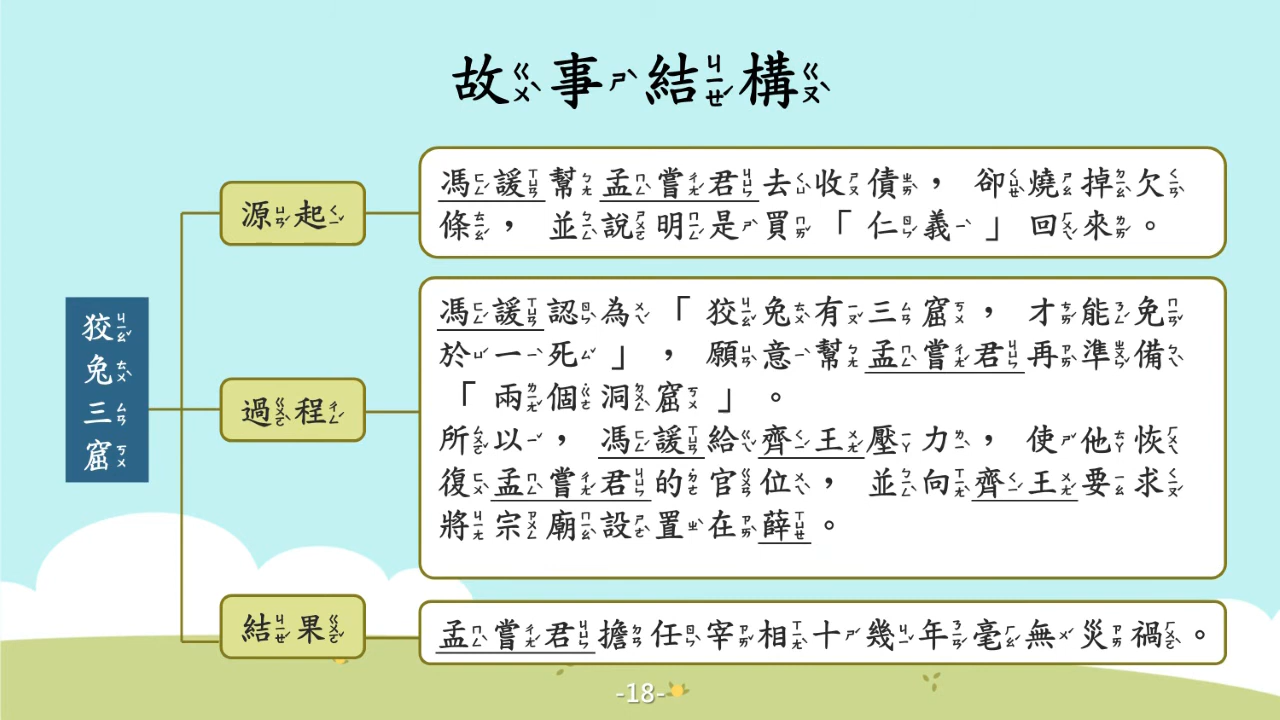 故事結構
源起
馮諼幫孟嘗君去收債，卻燒掉欠
條，並說明是買「仁義」回來。
狡兔三窟
過程
馮諼認為「狡兔有三窟，才能免
於一死」，願意幫孟嘗君再準備
「兩個洞窟」。
所以，馮諼給齊王壓力，使他恢
復孟嘗君的官位，並向齊王要求
將宗廟設置在薛。
結果
孟嘗君擔任宰相十幾年毫無災禍。
-18-